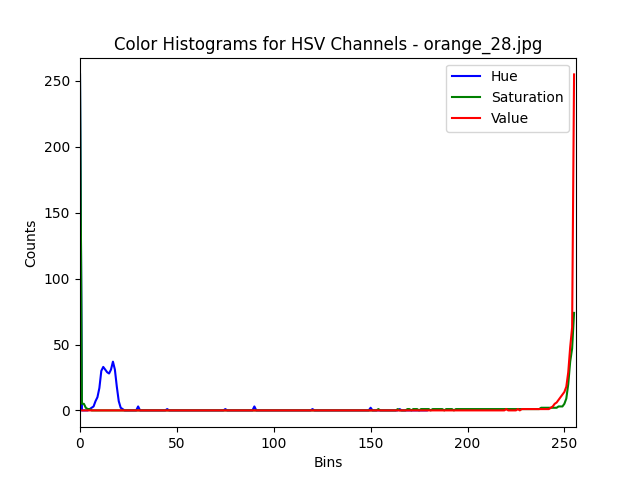 Color Histograms for HSV Channels - orange_28.jpg
Hue
Saturation
Value
250
200
150
100
50
0
Counts
0 50 100 150 200 250
Bins